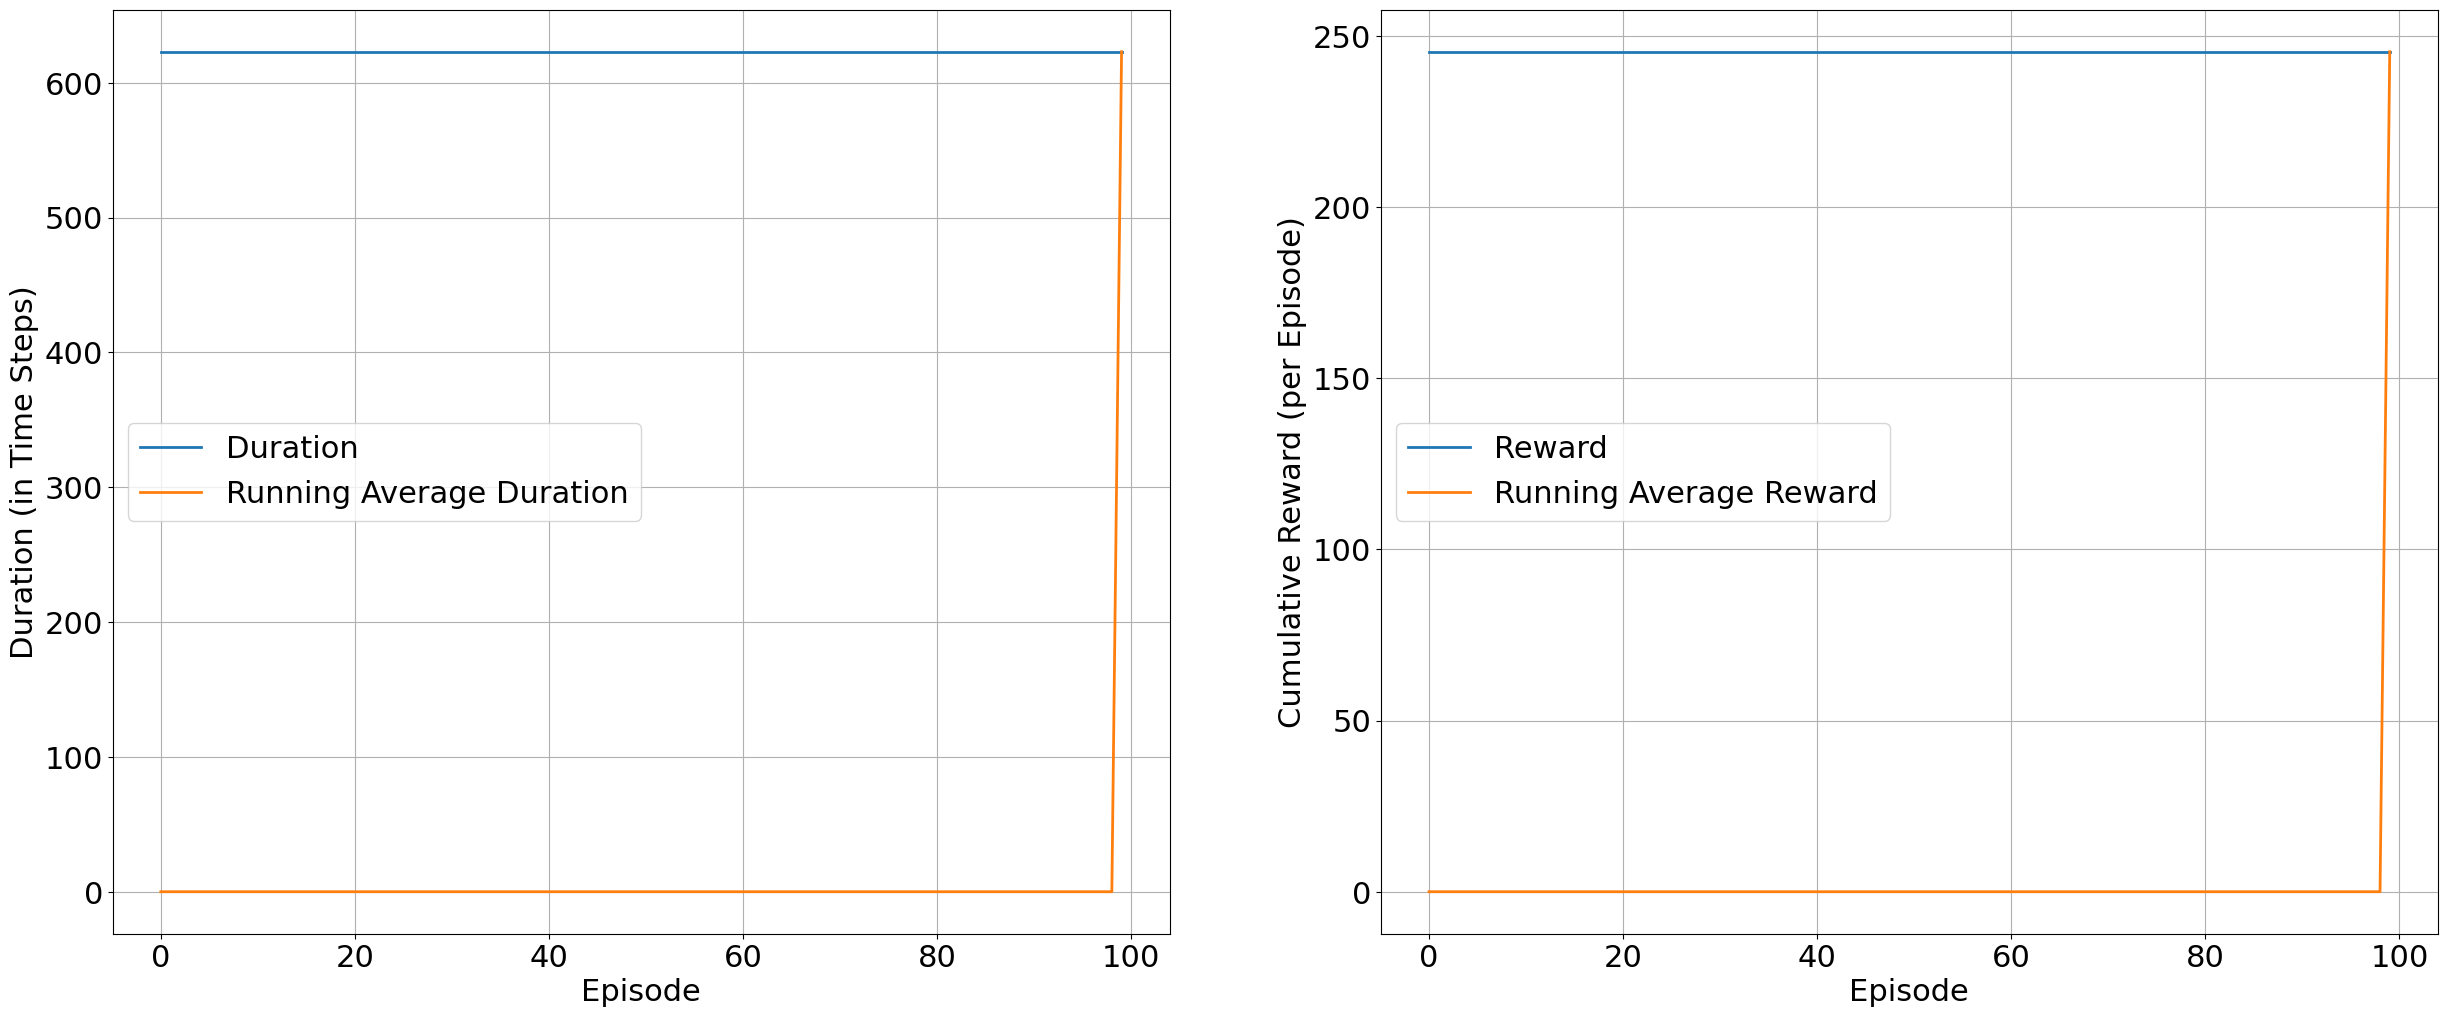 Duration (in Time Steps)
600
500
400
300
200
100
0
Duration
Running Average Duration
0 20 40 60 80 100
Episode
Cumulative Reward (per Episode)
250
200
150
100
50
0
Reward
Running Average Reward
0 20 40 60 80 100
Episode